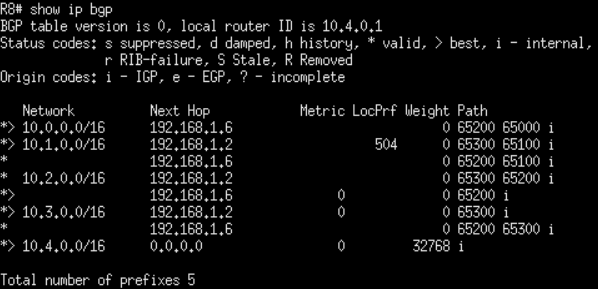 R8# show ip bgp
BGP table version is 0, local router ID is 10.4.0.1
Status codes: s suppressed, d damped, h history, * valid, > best, i - internal,
              r RIB-failure, S Stale, R Removed
Origin codes: i - IGP, e - EGP, ? - incomplete

   Network          Next Hop            Metric LocPrf Weight Path
*> 10.0.0.0/16      192.168.1.6                            0 65200 65000 i
*> 10.1.0.0/16      192.168.1.2                   504      0 65300 65100 i
*                   192.168.1.6                            0 65200 65100 i
*  10.2.0.0/16      192.168.1.2                            0 65300 65200 i
*>                  192.168.1.6              0             0 65200 i
*> 10.3.0.0/16      192.168.1.2              0             0 65300 i
*                   192.168.1.6                            0 65200 65300 i
*> 10.4.0.0/16      0.0.0.0                  0         32768 i

Total number of prefixes 5